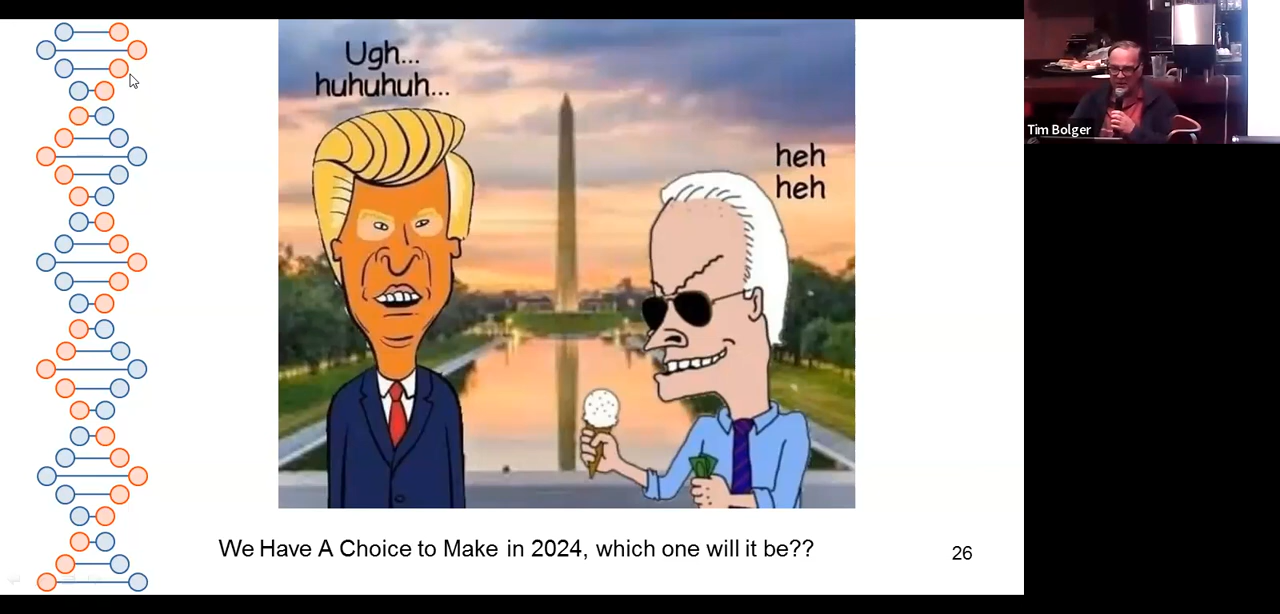 Ugh...
huhuhuh...
heh
heh
Tim Bolger
We Have A Choice to Make in 2024, which one will it be??
26